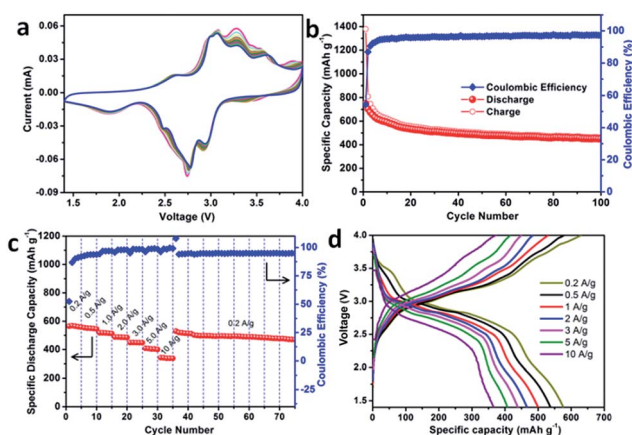 a
0.06
0.03
0.00
-0.03
-0.06
-0.09
Current (mA)
1.5
2.0
2.5
3.0
3.5
4.0
Voltage (V)
b
1400
1200
1000
800
600
400
200
0
Specific Capacity (mAh g⁻¹)
Coulombic Efficiency
Discharge
Charge
100
80
60
40
20
0
Coulombic Efficiency (%)
0
20
40
60
80
100
Cycle Number
c
1200
1000
800
600
400
200
0
Specific Discharge Capacity (mAh g⁻¹)
0.2 A/g
0.5 A/g
1.0 A/g
2.0 A/g
3.0 A/g
5.0 A/g
10 A/g
0.2 A/g
100
75
50
25
0
-25
Coulombic Efficiency (%)
0
10
20
30
40
50
60
70
Cycle Number
d
4.0
3.5
3.0
2.5
2.0
1.5
Voltage (V)
0.2 A/g
0.5 A/g
1 A/g
2 A/g
3 A/g
5 A/g
10 A/g
0
100
200
300
400
500
600
700
800
900
Specific capacity (mAh g⁻¹)